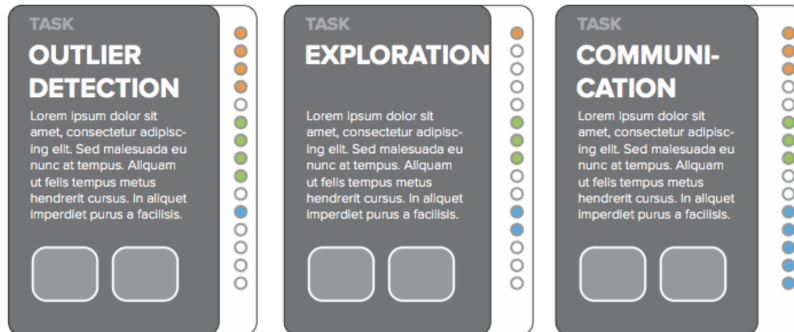 TASK
OUTLIER
DETECTION
Lorem ipsum dolor sit
amet, consectetur adipisc-
ing elit. Sed malesuada eu
nunc at tempus. Aliquam
ut felis tempus metus
hendrerit cursus. In aliquet
imperdiet purus a facilisis.
TASK
EXPLORATION
Lorem ipsum dolor sit
amet, consectetur adipisc-
ing elit. Sed malesuada eu
nunc at tempus. Aliquam
ut felis tempus metus
hendrerit cursus. In aliquet
imperdiet purus a facilisis.
TASK
COMMUNI-
CATION
Lorem ipsum dolor sit
amet, consectetur adipisc-
ing elit. Sed malesuada eu
nunc at tempus. Aliquam
ut felis tempus metus
hendrerit cursus. In aliquet
imperdiet purus a facilisis.